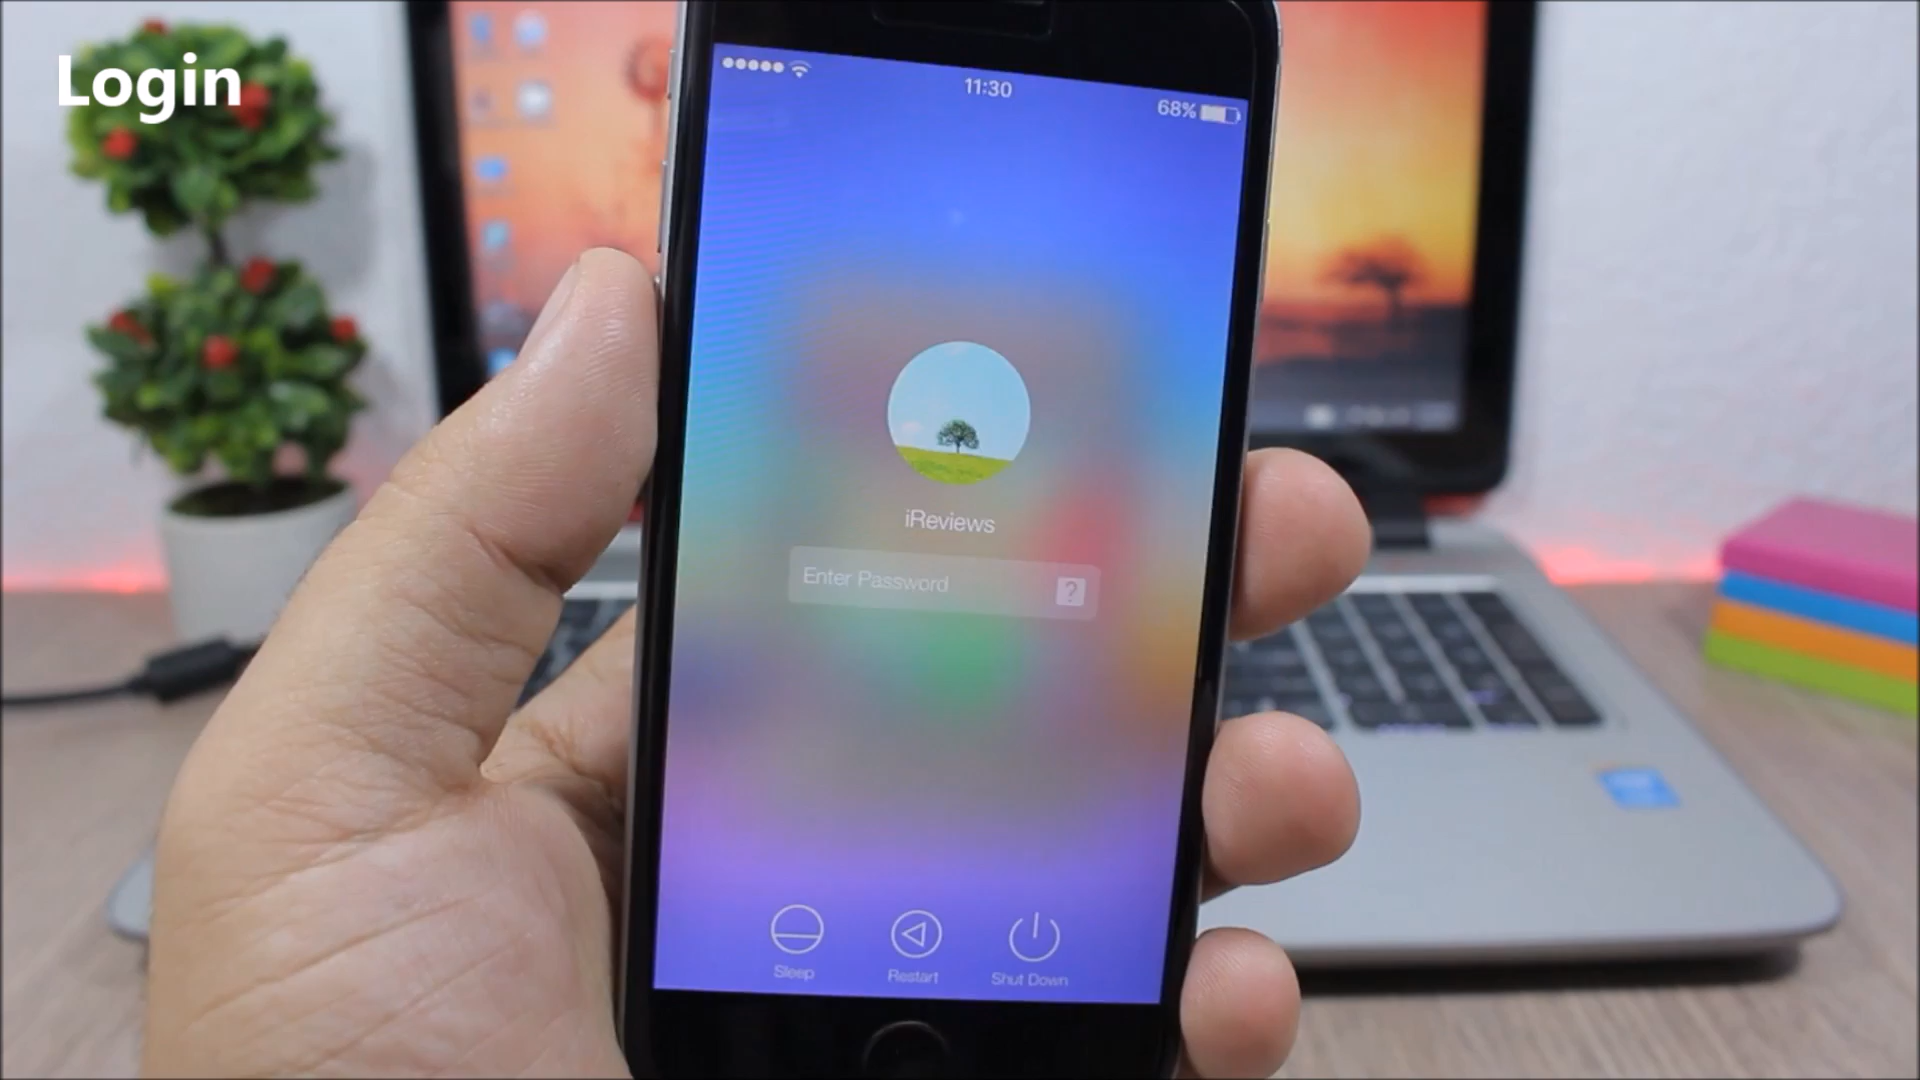 Login
11:30
68%
iReviews
Enter Password
?
Sleep
Restart
Shut Down